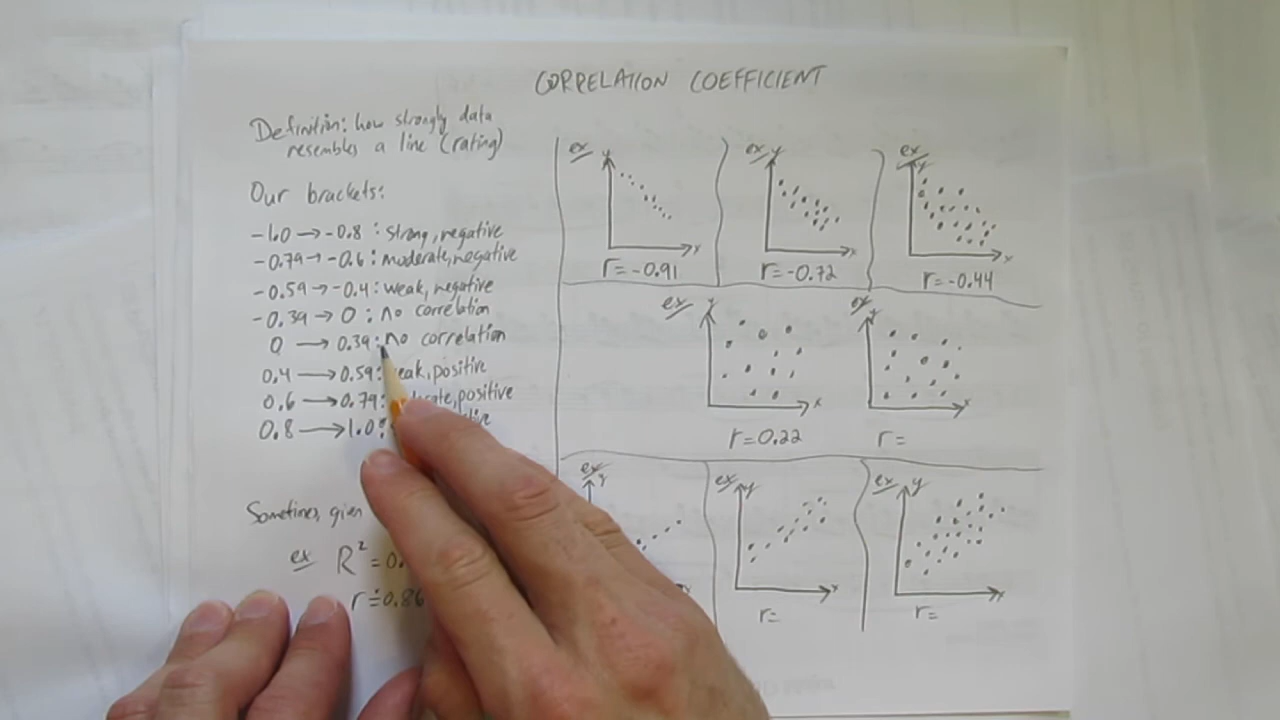 CORRELATION COEFFICIENT
Definition: how strongly data
resembles a line (rating)
Our brackets:
-1.0 → -0.8 : strong, negative
-0.79 → -0.6 : moderate, negative
-0.59 → -0.4 : weak, negative
-0.39 → 0 : no correlation
0 → 0.39 : no correlation
0.4 → 0.59 : weak, positive
0.6 → 0.79 : positive
0.8 → 1.0 :
Sometimes, given
ex R² = 0.
r ≐ 0.86
ex y x r = -0.91
ex y x r = -0.72
ex y x r = -0.44
ex y x r = 0.22
ex y x r =
ex y x
ex y x r =
ex y x r =